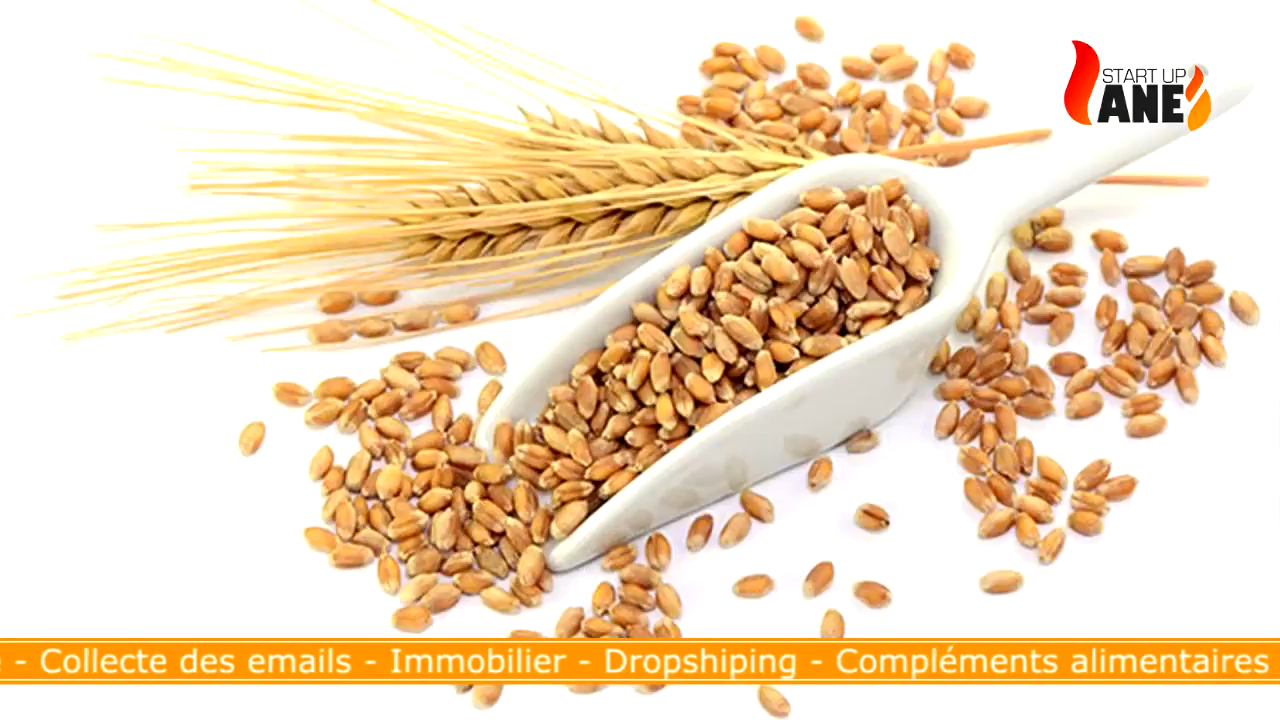 START UP
ANE
- Collecte des emails - Immobilier - Dropshiping - Compléments alimentaires